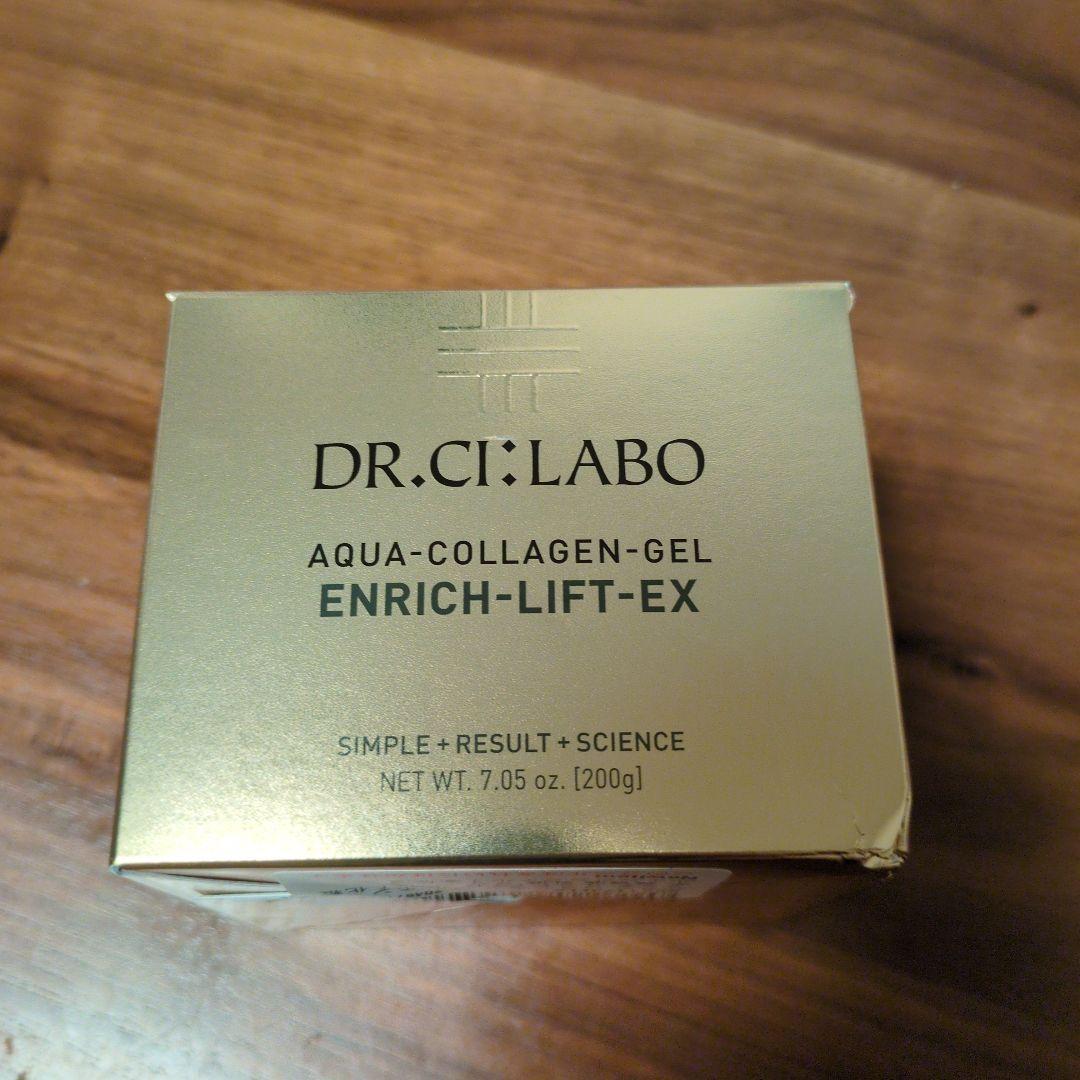 DR.CI:LABO
AQUA-COLLAGEN-GEL
ENRICH-LIFT-EX
SIMPLE + RESULT + SCIENCE
NET WT. 7.05 oz. [200g]